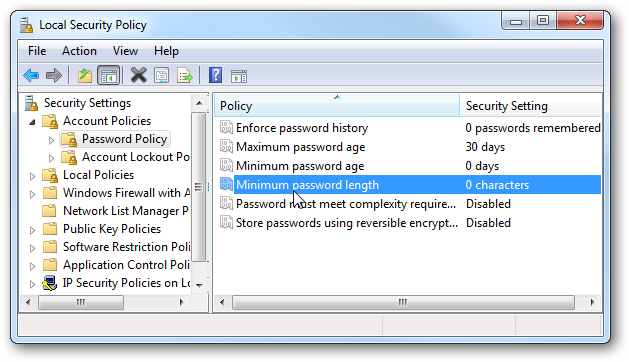 Local Security Policy
File Action View Help
Security Settings
Account Policies
Password Policy
Account Lockout Po
Local Policies
Windows Firewall with A
Network List Manager P
Public Key Policies
Software Restriction Poli
Application Control Poli
IP Security Policies on Lo
Policy Security Setting
Enforce password history 0 passwords remembered
Maximum password age 30 days
Minimum password age 0 days
Minimum password length 0 characters
Password must meet complexity require... Disabled
Store passwords using reversible encrypt... Disabled